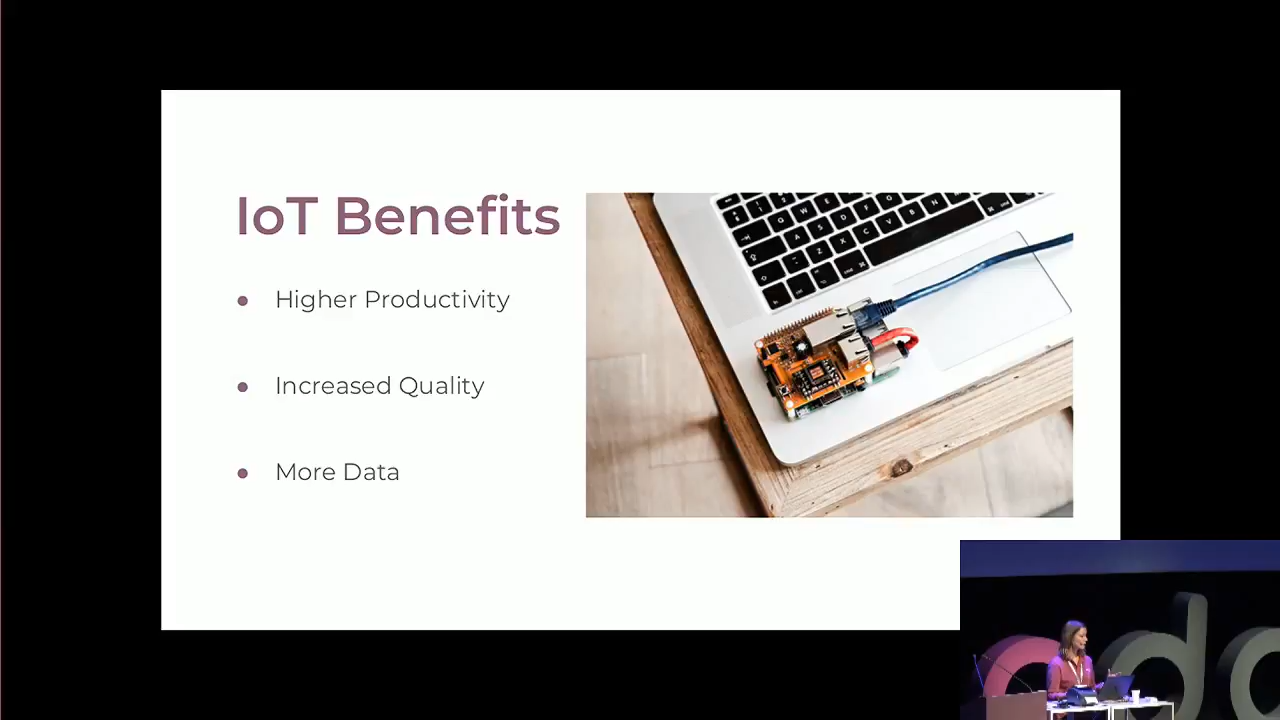 IoT Benefits
● Higher Productivity
● Increased Quality
● More Data